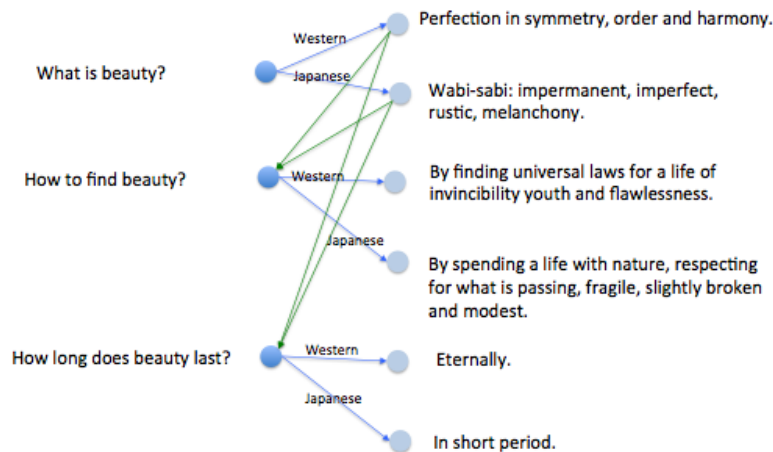 Western
Perfection in symmetry, order and harmony.
What is beauty?
Japanese
Wabi-sabi: impermanent, imperfect,
rustic, melanchony.
How to find beauty?
Western
By finding universal laws for a life of
invincibility youth and flawlessness.
Japanese
By spending a life with nature, respecting
for what is passing, fragile, slightly broken
and modest.
How long does beauty last?
Western
Eternally.
Japanese
In short period.